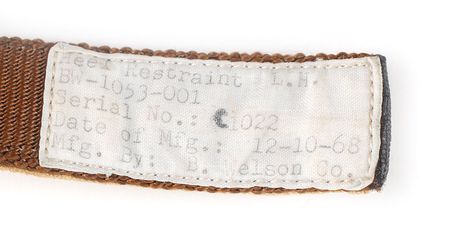 Heel Restraint L.H.
BW-1053-001
Serial No.: C1022
Date of Mfg.: 12-10-68
Mfg. By: B. Welson Co.